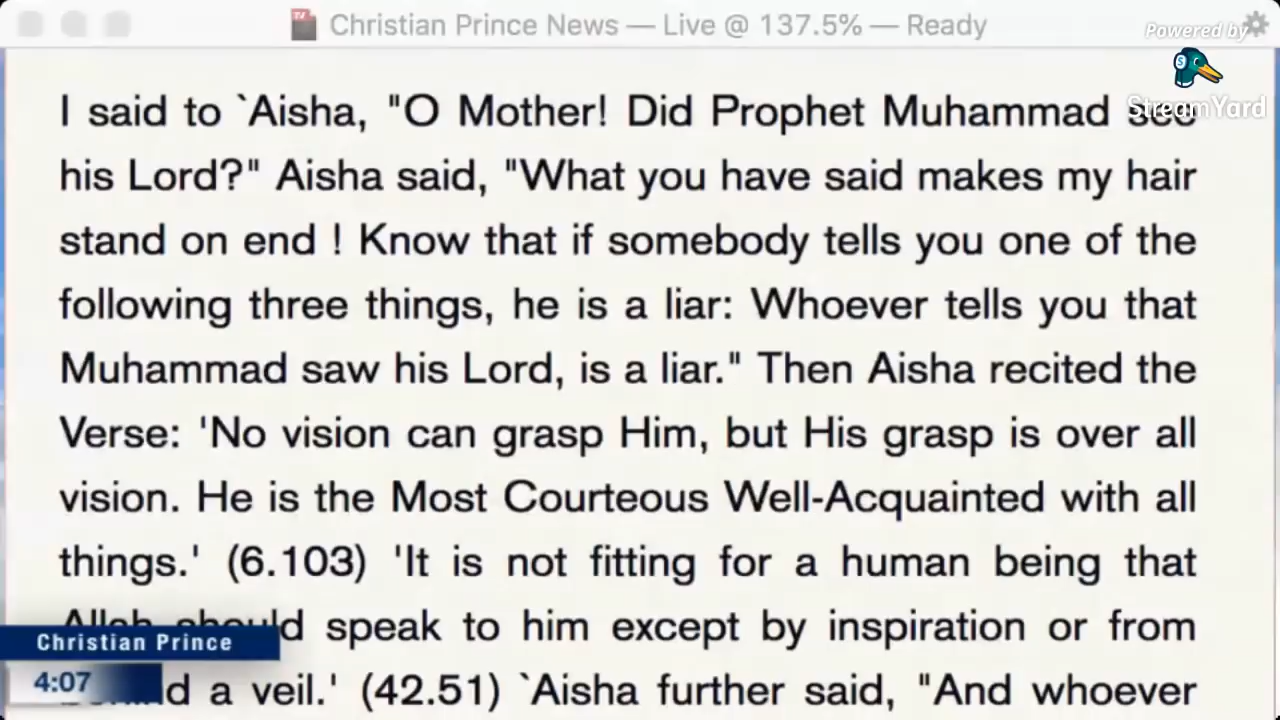 Christian Prince News — Live @ 137.5% — Ready
Powered by
StreamYard
I said to `Aisha, "O Mother! Did Prophet Muhammad see
his Lord?" Aisha said, "What you have said makes my hair
stand on end ! Know that if somebody tells you one of the
following three things, he is a liar: Whoever tells you that
Muhammad saw his Lord, is a liar." Then Aisha recited the
Verse: 'No vision can grasp Him, but His grasp is over all
vision. He is the Most Courteous Well-Acquainted with all
things.' (6.103) 'It is not fitting for a human being that
Allah should speak to him except by inspiration or from
Christian Prince
a veil.' (42.51) `Aisha further said, "And whoever
4:07